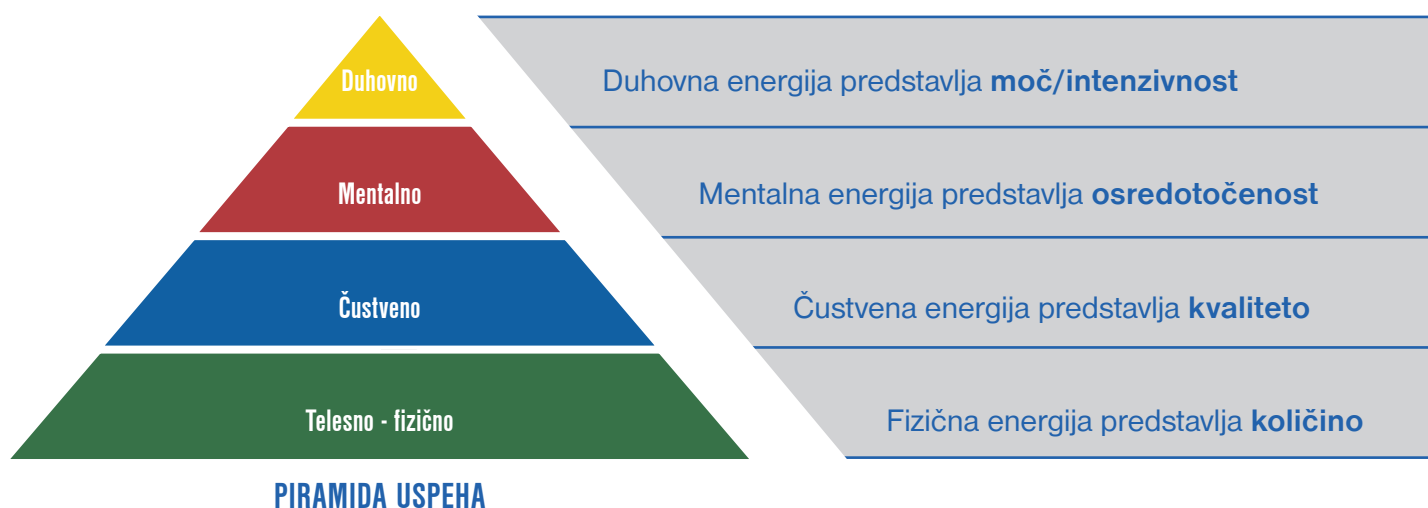 Duhovno
Duhovna energija predstavlja moč/intenzivnost
Mentalno
Mentalna energija predstavlja osredotočenost
Čustveno
Čustvena energija predstavlja kvaliteto
Telesno - fizično
Fizična energija predstavlja količino
PIRAMIDA USPEHA